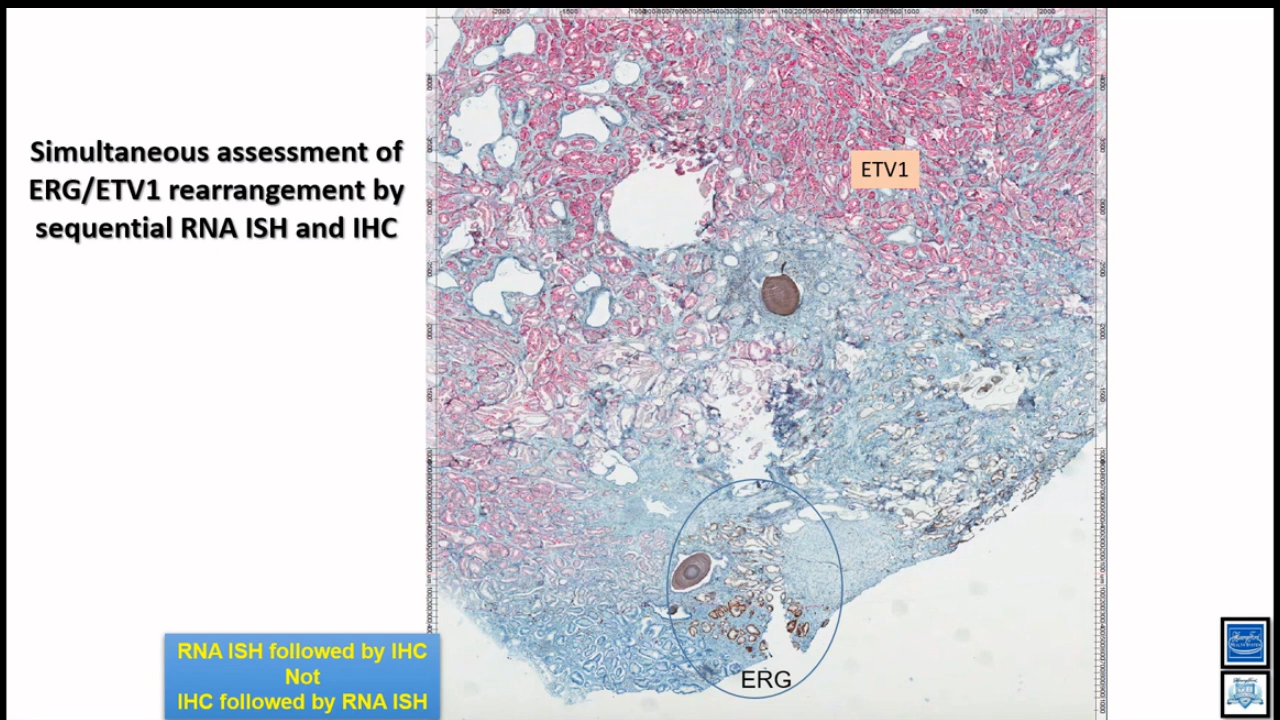 Simultaneous assessment of
ERG/ETV1 rearrangement by
sequential RNA ISH and IHC
ETV1
ERG
RNA ISH followed by IHC
Not
IHC followed by RNA ISH